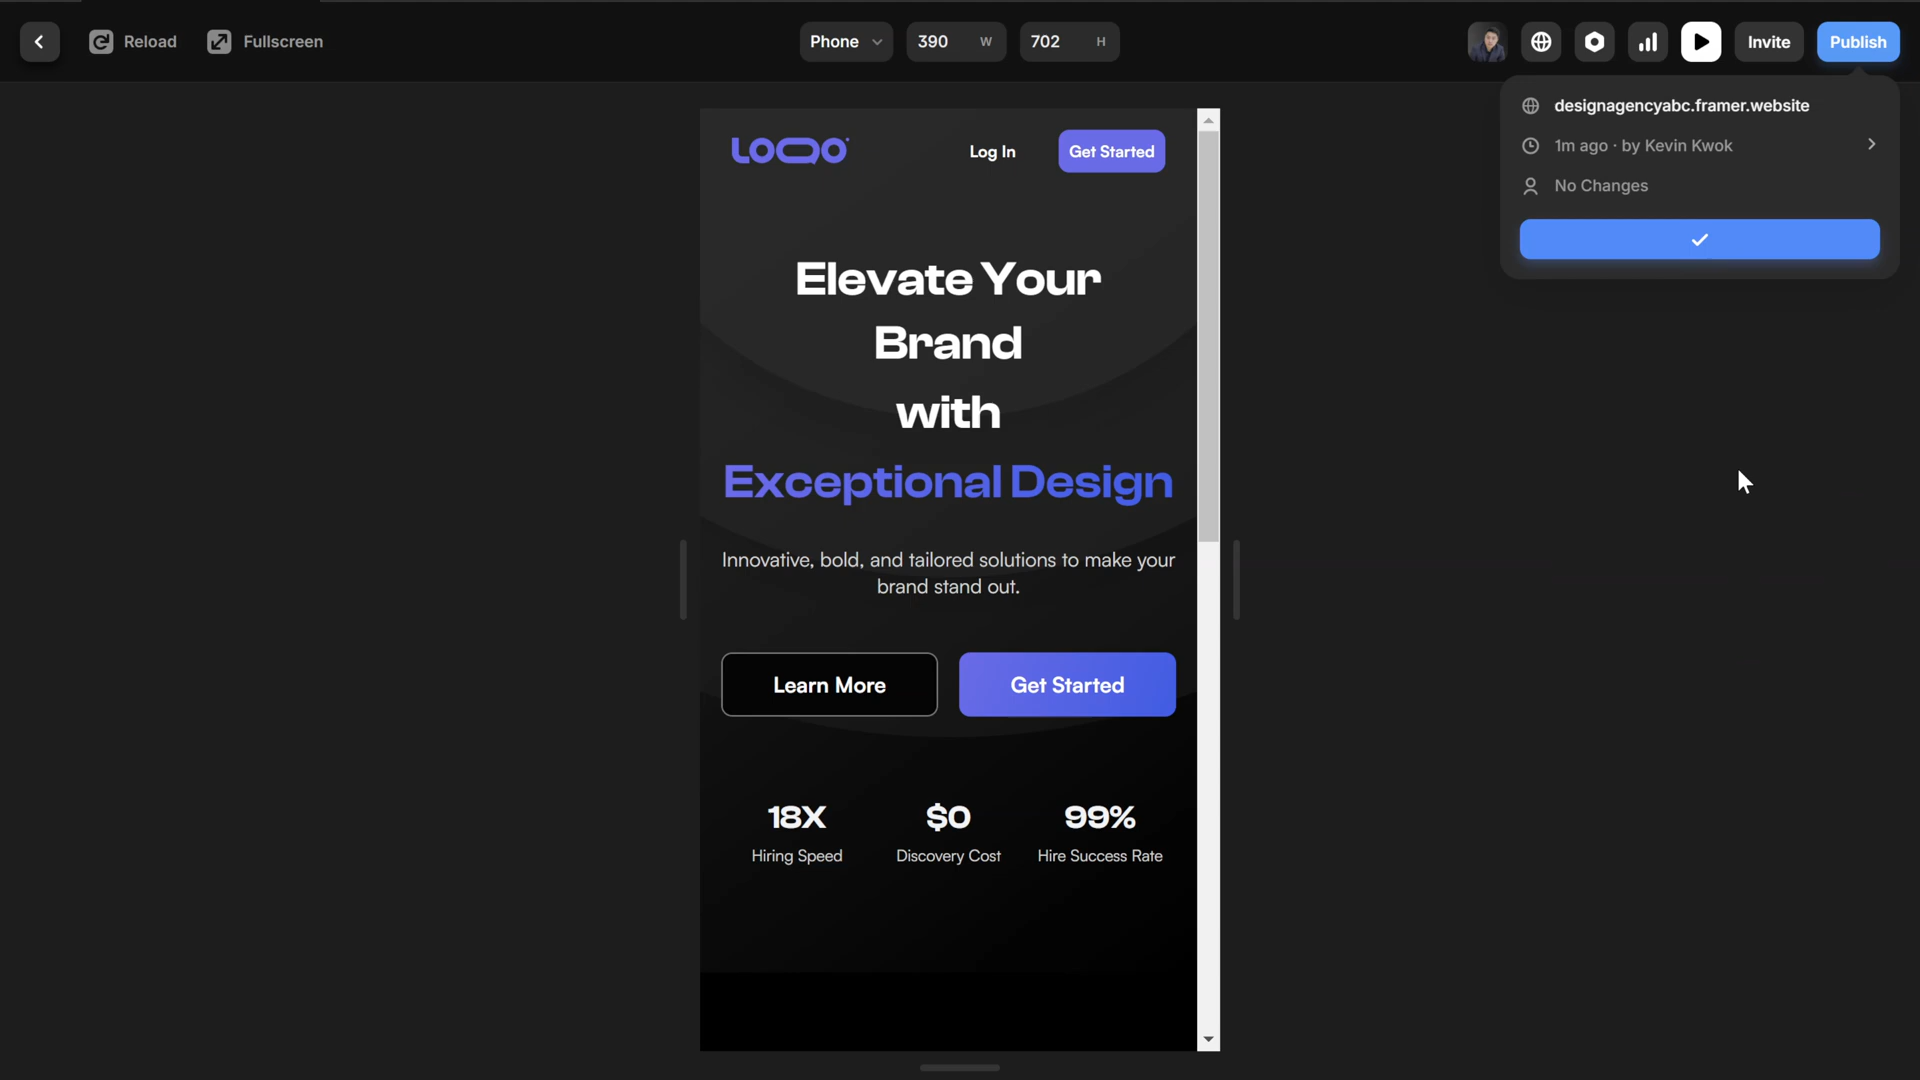 Reload
Fullscreen
Phone
390 W
702 H
Invite
Publish
designagencyabc.framer.website
1m ago · by Kevin Kwok
No Changes
LOQO
Log In
Get Started
Elevate Your
Brand
with
Exceptional Design
Innovative, bold, and tailored solutions to make your
brand stand out.
Learn More
Get Started
18X
$0
99%
Hiring Speed
Discovery Cost
Hire Success Rate